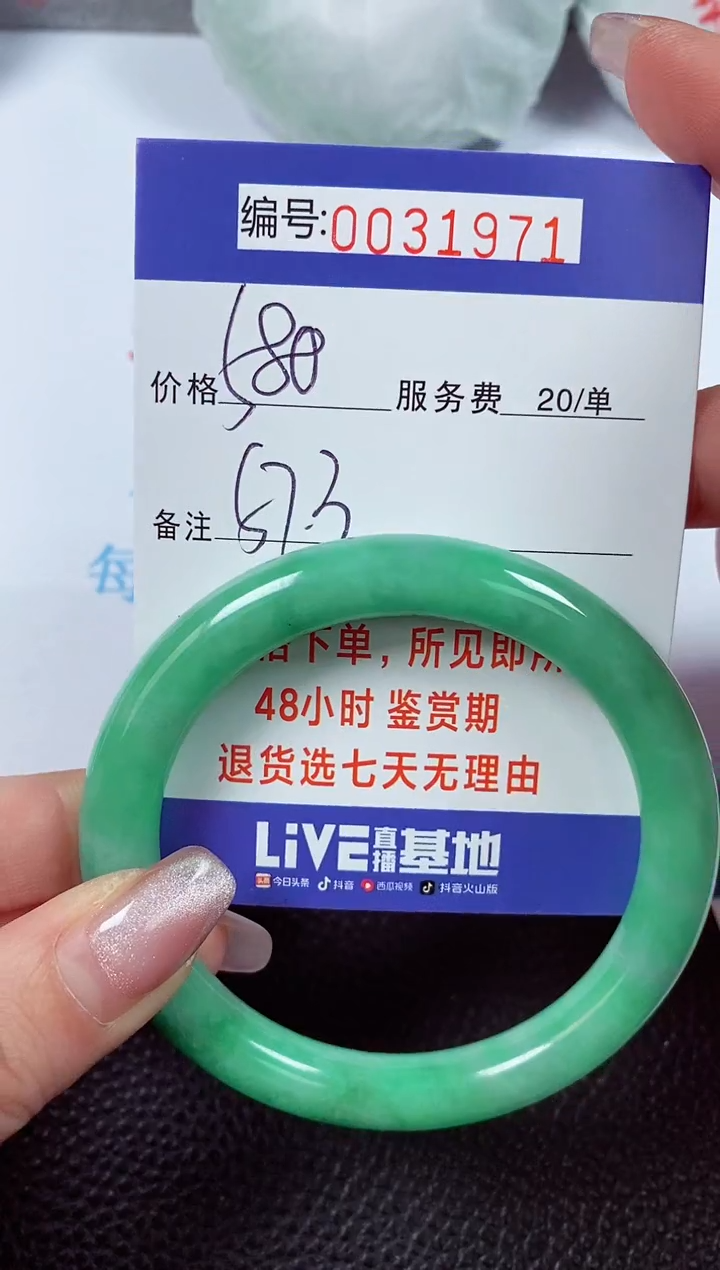 编号:0031971
价格 580 服务费 20/单
备注 57.3
下单，所见即所
48小时 鉴赏期
退货选七天无理由
LiVE直播基地
今日头条 抖音 西瓜视频 抖音火山版
每